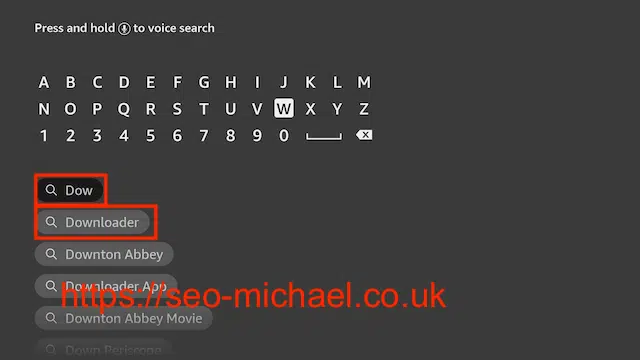 Press and hold to voice search
A B C D E F G H I J K L M
N O P Q R S T U V W X Y Z
1 2 3 4 5 6 7 8 9 0
Dow
Downloader
Downton Abbey
Downloader App
https://seo-michael.co.uk
Downton Abbey Movie
Down Periscope